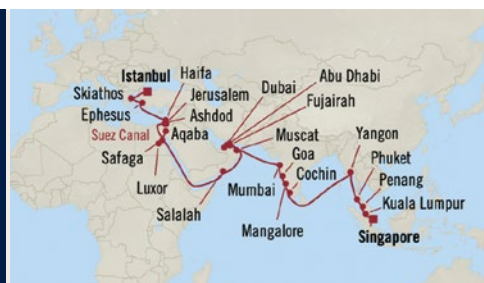 Istanbul
Haifa
Skiathos
Jerusalem
Ephesus
Ashdod
Suez Canal
Aqaba
Safaga
Luxor
Salalah
Dubai
Abu Dhabi
Fujairah
Muscat
Goa
Cochin
Mumbai
Mangalore
Yangon
Phuket
Penang
Kuala Lumpur
Singapore